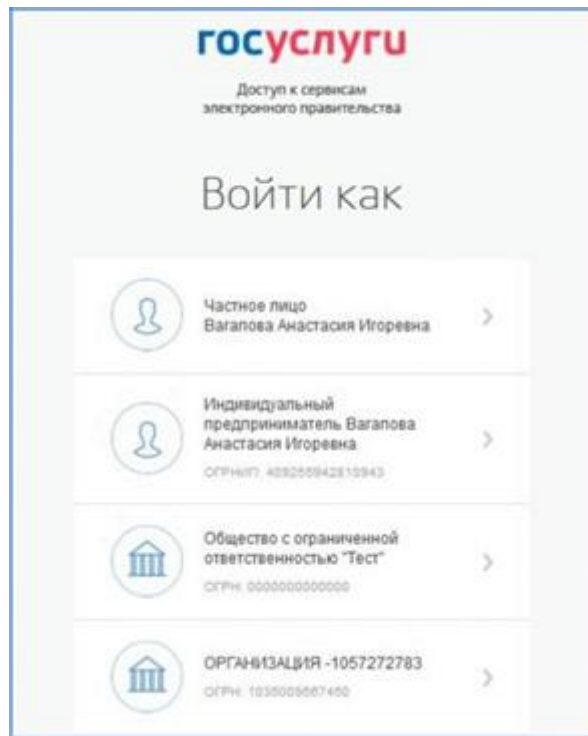 госуслуги
Доступ к сервисам
электронного правительства
Войти как
Частное лицо
Вагапова Анастасия Игоревна
Индивидуальный
предприниматель Вагапова
Анастасия Игоревна
ОГРНИП:
Общество с ограниченной
ответственностью "Тест"
ОГРН: 0000000000000
ОРГАНИЗАЦИЯ -1057272783
ОГРН: